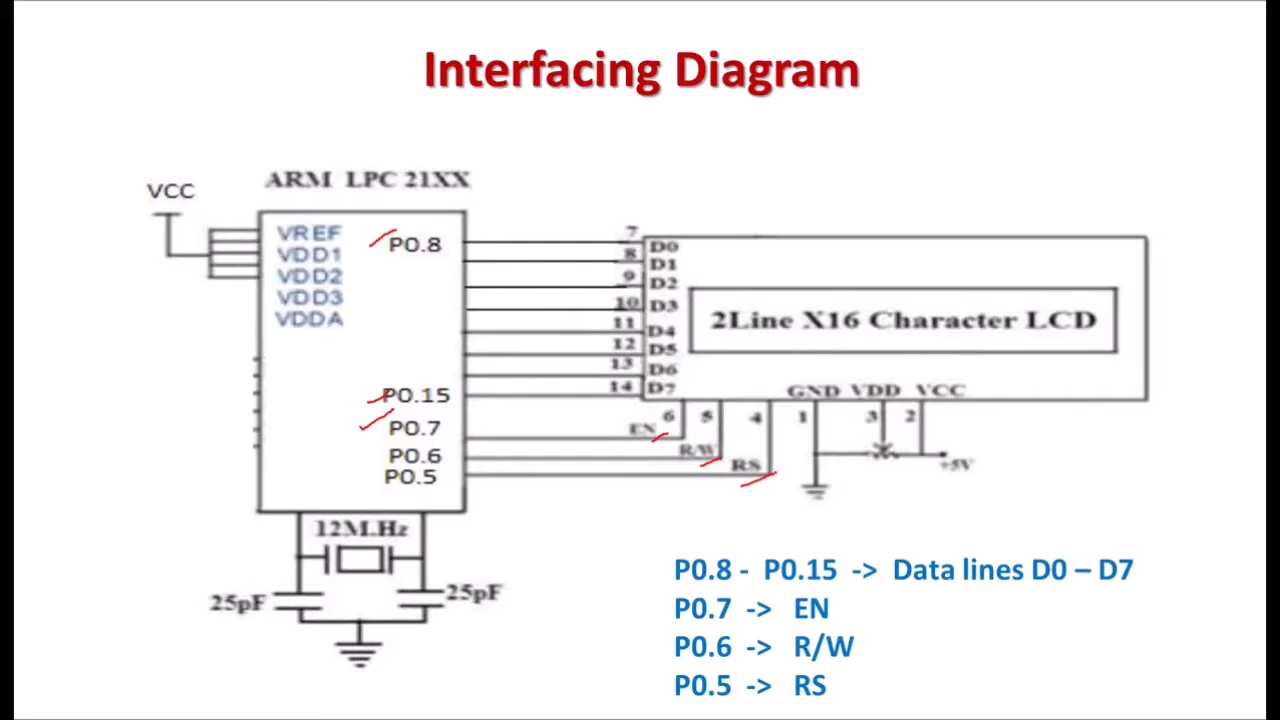 Interfacing Diagram
ARM LPC 21XX
VCC
VREF
VDD1
VDD2
VDD3
VDDA
P0.8
P0.15
P0.7
P0.6
P0.5
7
8
9
10
11
12
13
14
D0
D1
D2
D3
D4
D5
D6
D7
2Line X16 Character LCD
GND VDD VCC
6
5
4
1
3
2
EN
R/W
RS
+5V
12M.Hz
25pF
25pF
P0.8 - P0.15 -> Data lines D0 – D7
P0.7 -> EN
P0.6 -> R/W
P0.5 -> RS